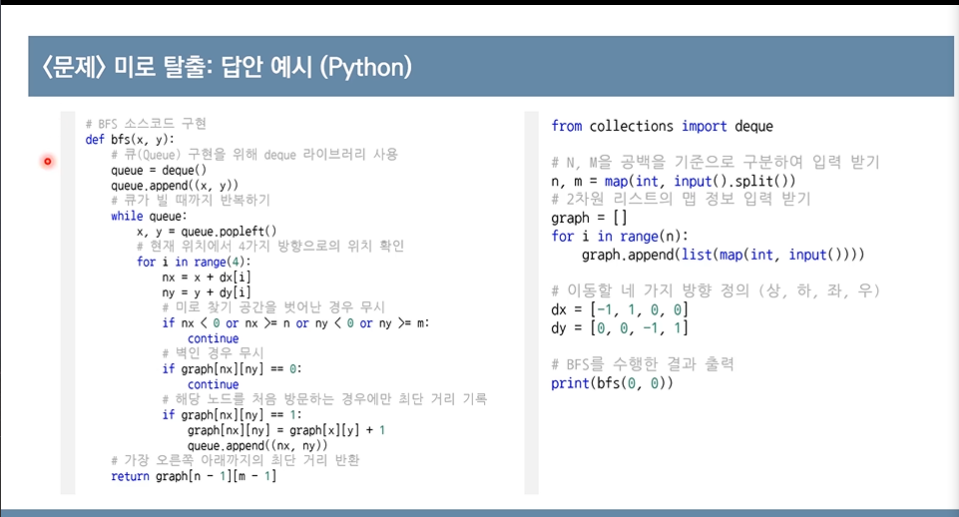 <문제> 미로 탈출: 답안 예시 (Python)
# BFS 소스코드 구현
def bfs(x, y):
    # 큐(Queue) 구현을 위해 deque 라이브러리 사용
    queue = deque()
    queue.append((x, y))
    # 큐가 빌 때까지 반복하기
    while queue:
        x, y = queue.popleft()
        # 현재 위치에서 4가지 방향으로의 위치 확인
        for i in range(4):
            nx = x + dx[i]
            ny = y + dy[i]
            # 미로 찾기 공간을 벗어난 경우 무시
            if nx < 0 or nx >= n or ny < 0 or ny >= m:
                continue
            # 벽인 경우 무시
            if graph[nx][ny] == 0:
                continue
            # 해당 노드를 처음 방문하는 경우에만 최단 거리 기록
            if graph[nx][ny] == 1:
                graph[nx][ny] = graph[x][y] + 1
                queue.append((nx, ny))
    # 가장 오른쪽 아래까지의 최단 거리 반환
    return graph[n - 1][m - 1]
from collections import deque
# N, M을 공백을 기준으로 구분하여 입력 받기
n, m = map(int, input().split())
# 2차원 리스트의 맵 정보 입력 받기
graph = []
for i in range(n):
    graph.append(list(map(int, input())))
# 이동할 네 가지 방향 정의 (상, 하, 좌, 우)
dx = [-1, 1, 0, 0]
dy = [0, 0, -1, 1]
# BFS를 수행한 결과 출력
print(bfs(0, 0))